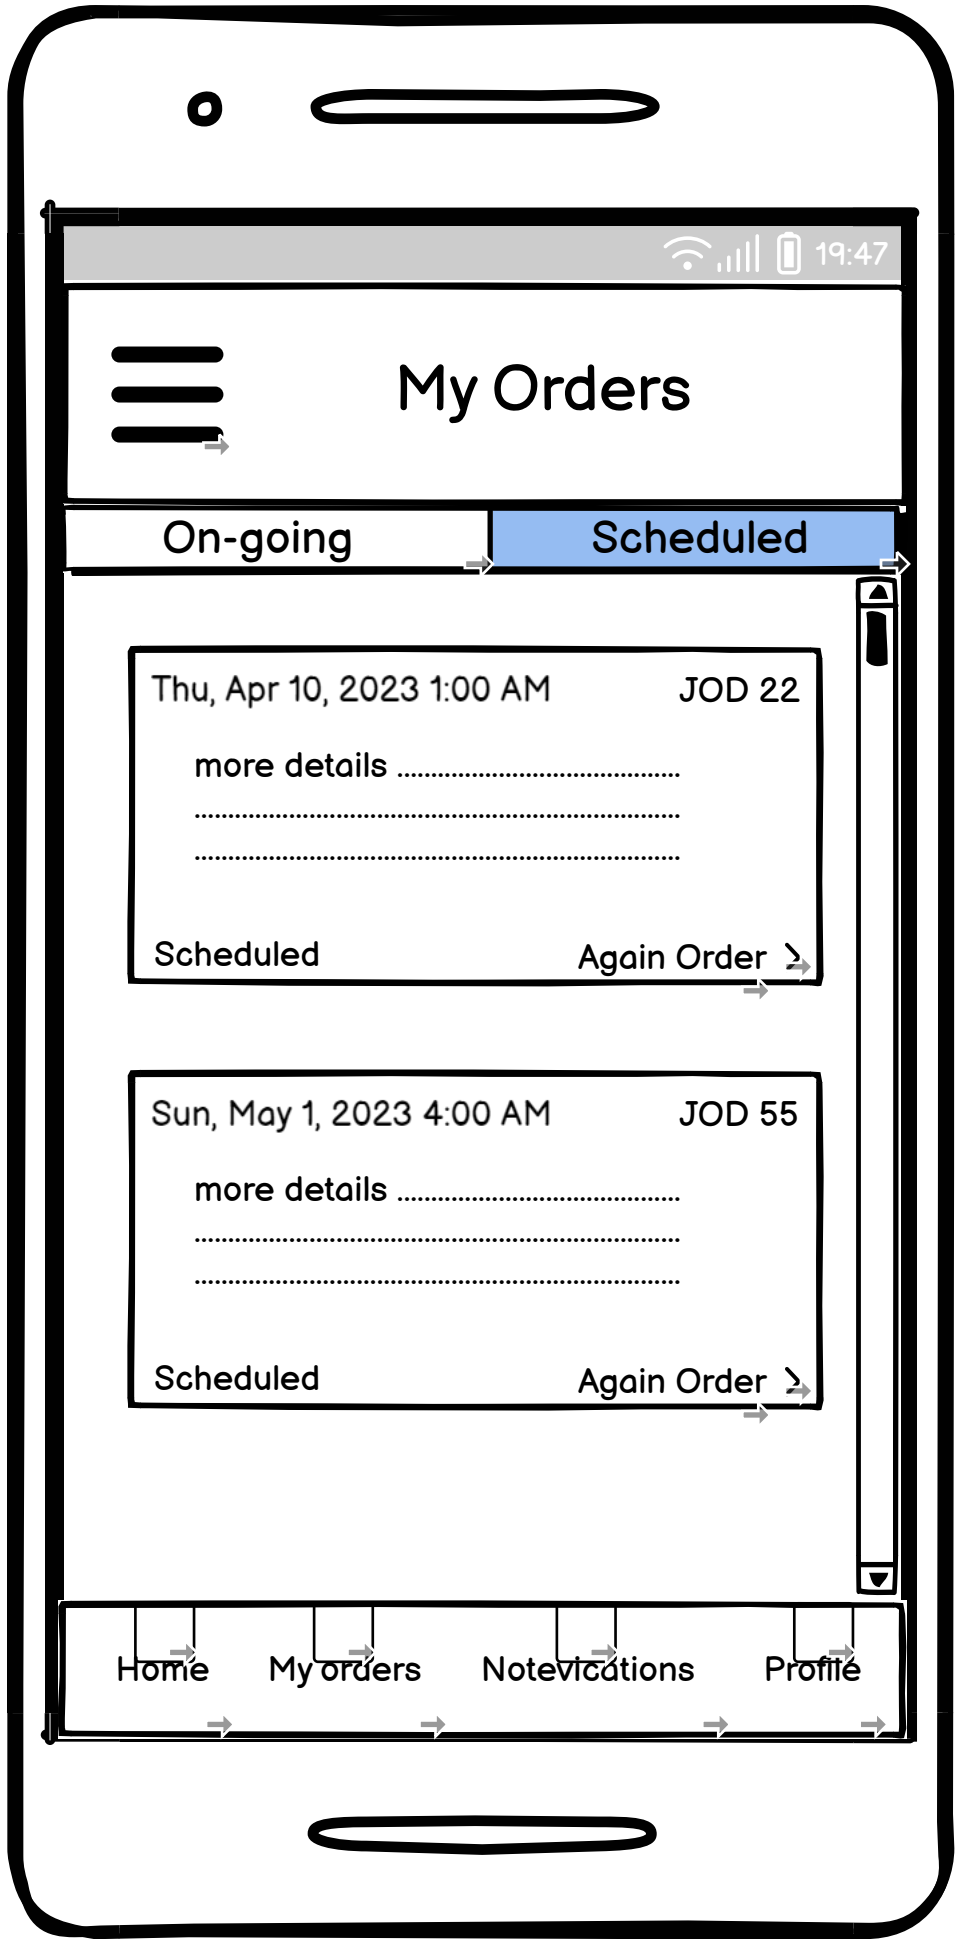 19:47
My Orders
On-going Scheduled
Thu, Apr 10, 2023 1:00 AM JOD 22
more details ..........................................
........................................................................
........................................................................
Scheduled Again Order >
Sun, May 1, 2023 4:00 AM JOD 55
more details ..........................................
........................................................................
........................................................................
Scheduled Again Order >
Home My orders Notevications Profile